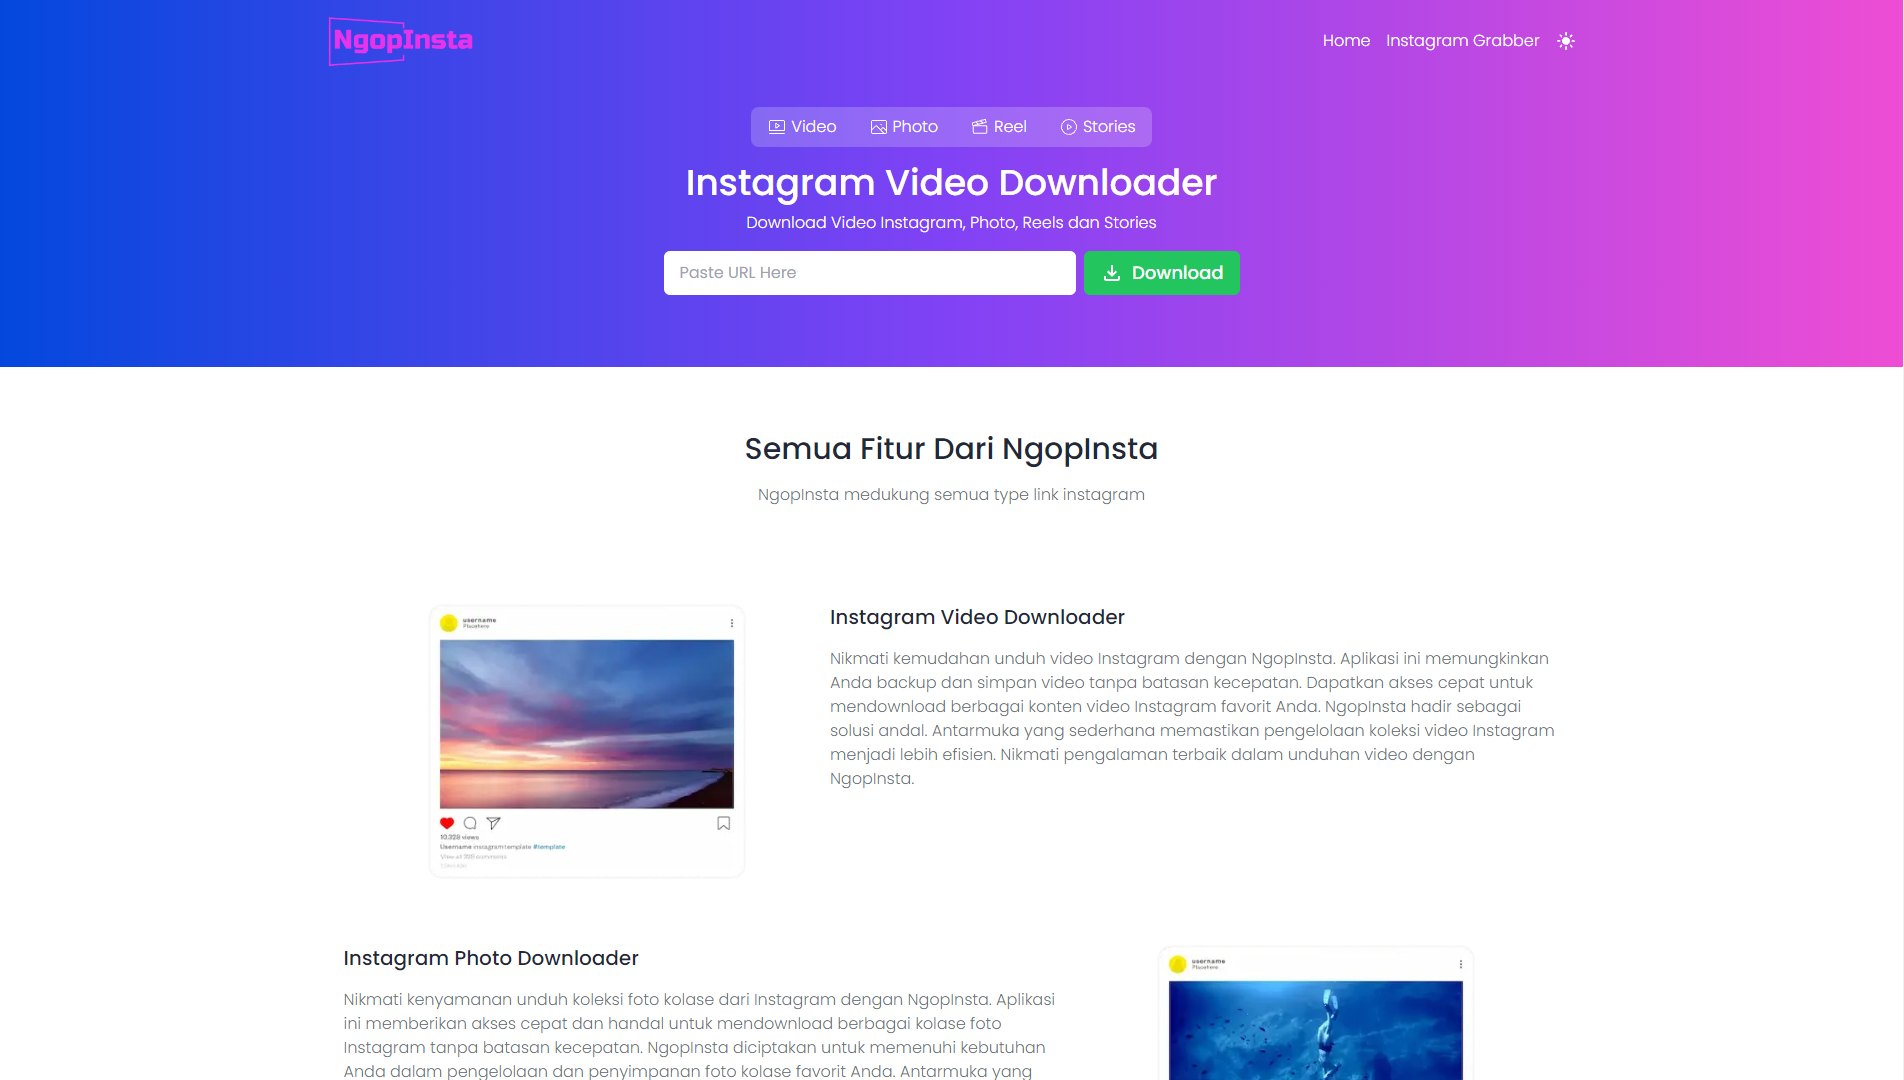 NgopInsta
Home Instagram Grabber
Video Photo Reel Stories
Instagram Video Downloader
Download Video Instagram, Photo, Reels dan Stories
Paste URL Here
Download
Semua Fitur Dari NgopInsta
NgopInsta medukung semua type link instagram
username
Placehere
10.328 views
Username instagram template #template
Instagram Video Downloader
Nikmati kemudahan unduh video Instagram dengan NgopInsta. Aplikasi ini memungkinkan
Anda backup dan simpan video tanpa batasan kecepatan. Dapatkan akses cepat untuk
mendownload berbagai konten video Instagram favorit Anda. NgopInsta hadir sebagai
solusi andal. Antarmuka yang sederhana memastikan pengelolaan koleksi video Instagram
menjadi lebih efisien. Nikmati pengalaman terbaik dalam unduhan video dengan
NgopInsta.
Instagram Photo Downloader
Nikmati kenyamanan unduh koleksi foto kolase dari Instagram dengan NgopInsta. Aplikasi
ini memberikan akses cepat dan handal untuk mendownload berbagai kolase foto
Instagram tanpa batasan kecepatan. NgopInsta diciptakan untuk memenuhi kebutuhan
Anda dalam pengelolaan dan penyimpanan foto kolase favorit Anda. Antarmuka yang
username
Placehere